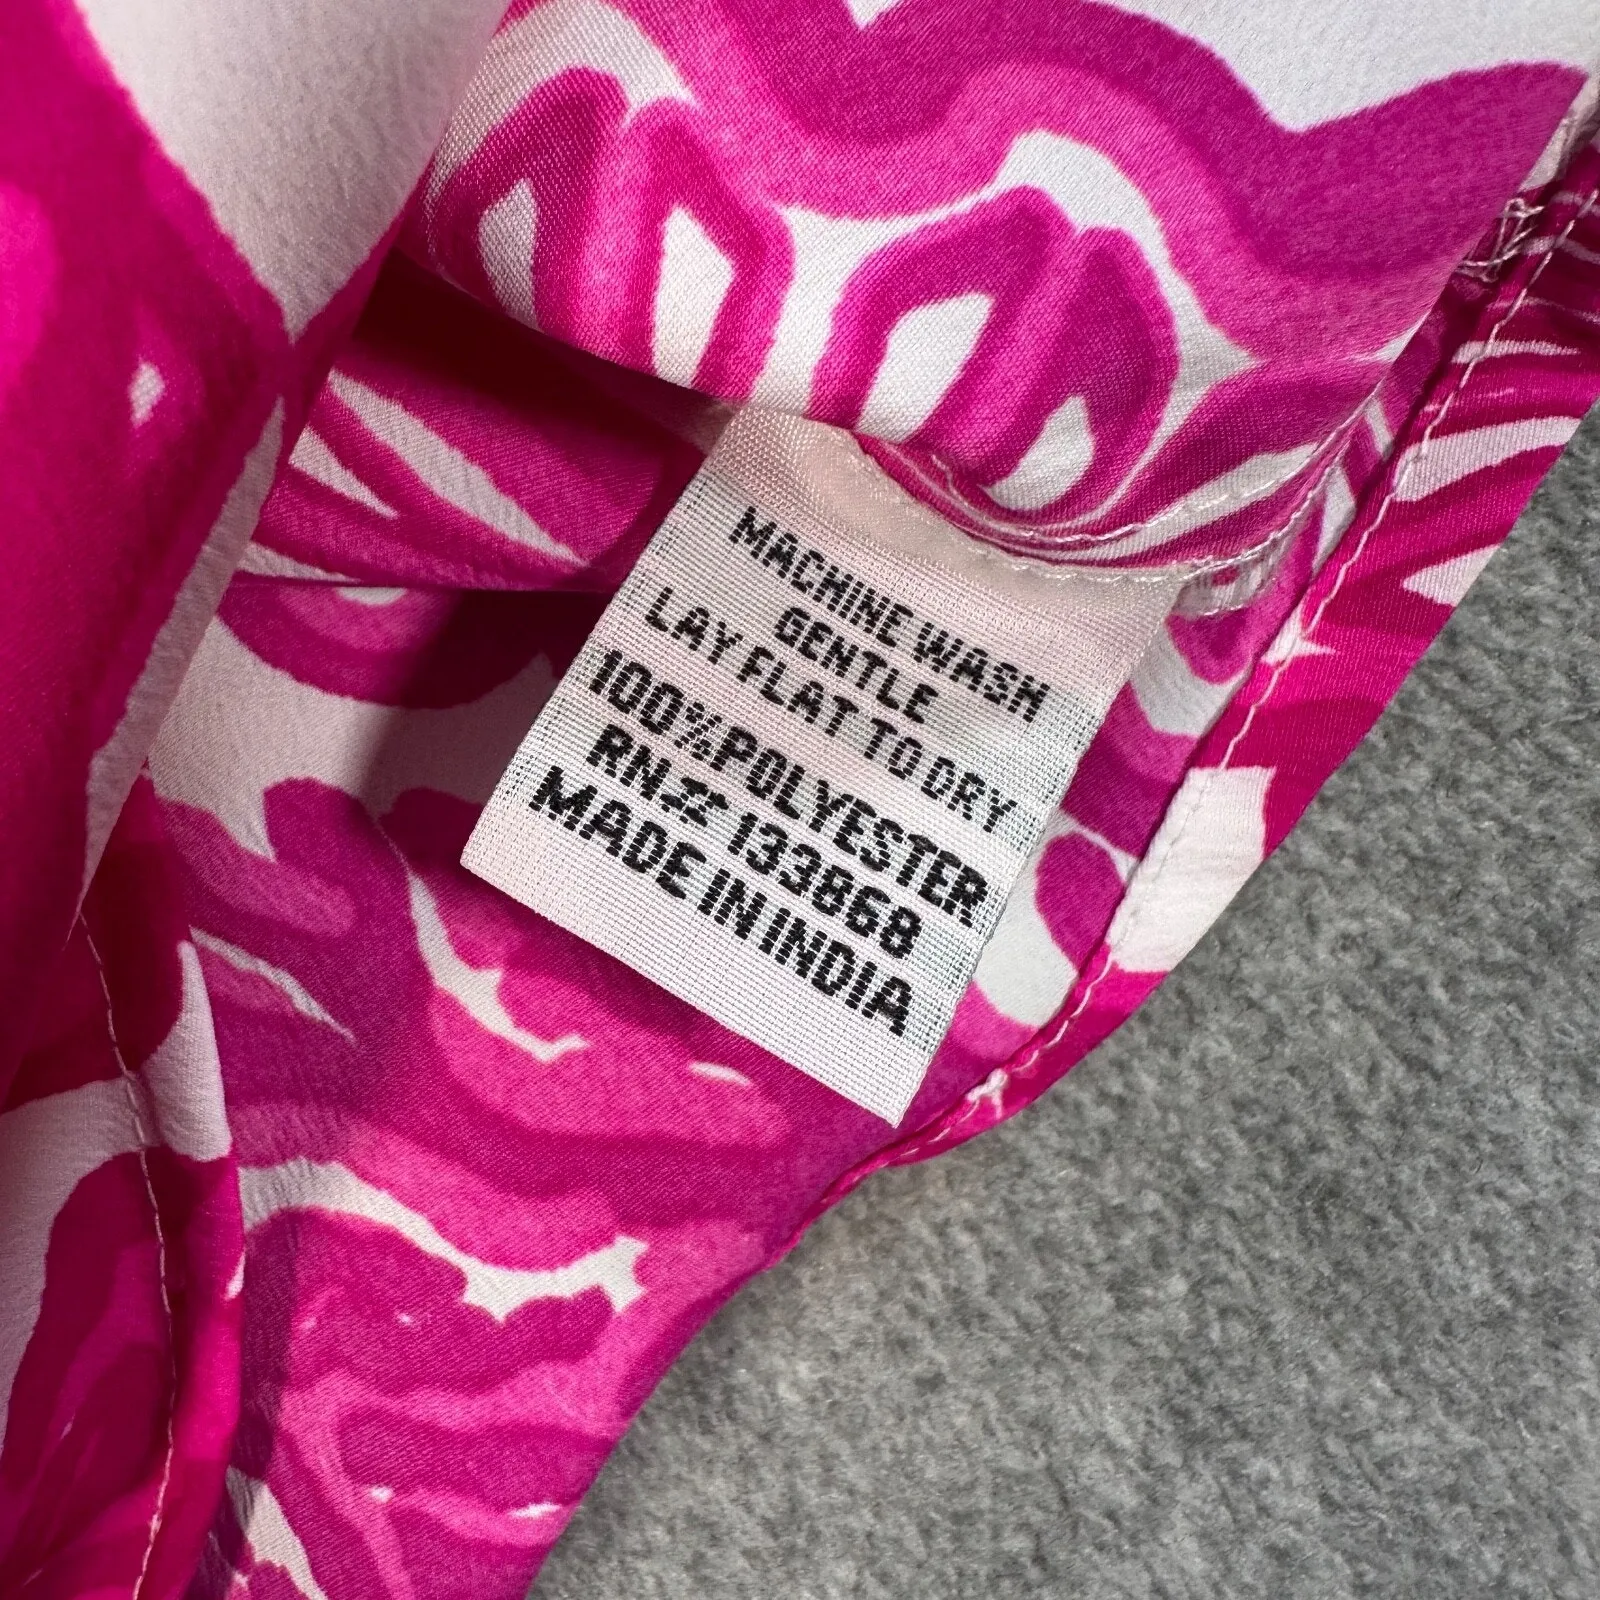 MACHINE WASH
GENTLE
LAY FLAT TO DRY
100%POLYESTER
RN# 133868
MADE IN INDIA